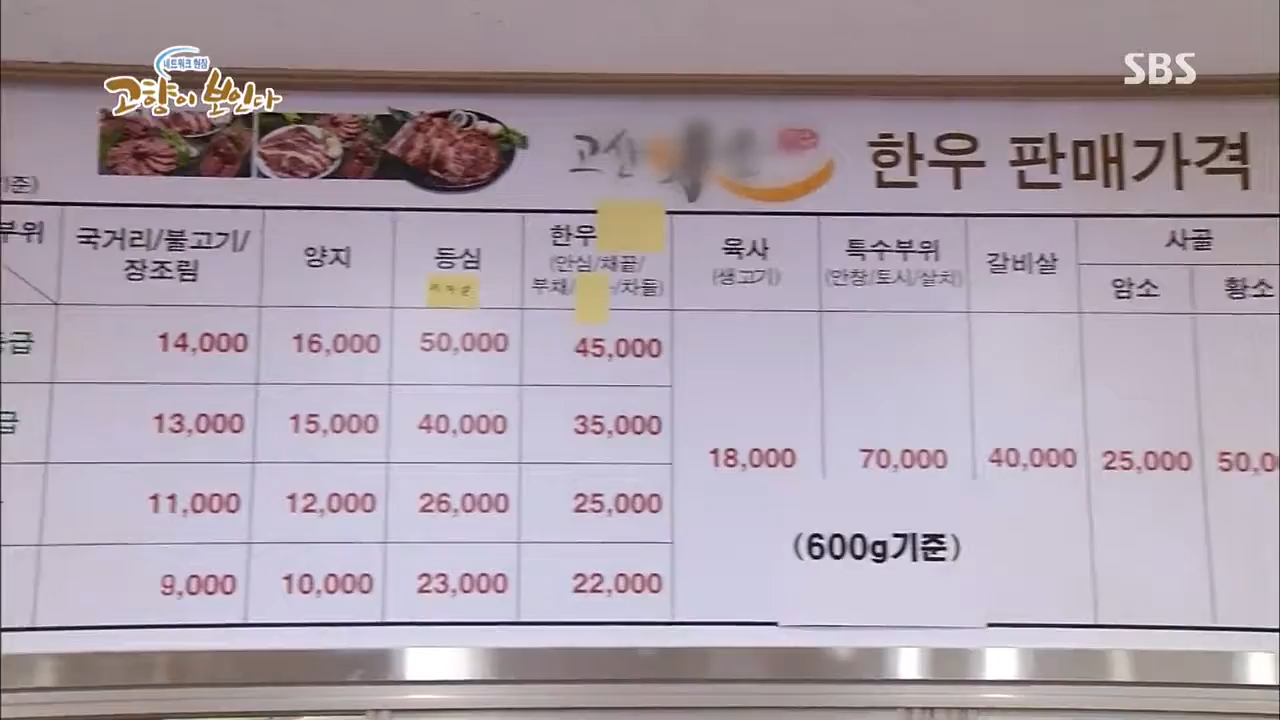 네트워크 현장
고향이 보인다
SBS
고산
한우 판매가격
기준)
부위
국거리/불고기/
장조림
양지
등심
한우
(안심/채끝/
부채/
/차돌)
육사
(생고기)
특수부위
(안창/토시/살치)
갈비살
사골
암소
황소
급
14,000 16,000 50,000 45,000
급
13,000 15,000 40,000 35,000
18,000 70,000 40,000 25,000 50,0
11,000 12,000 26,000 25,000
(600g기준)
9,000 10,000 23,000 22,000